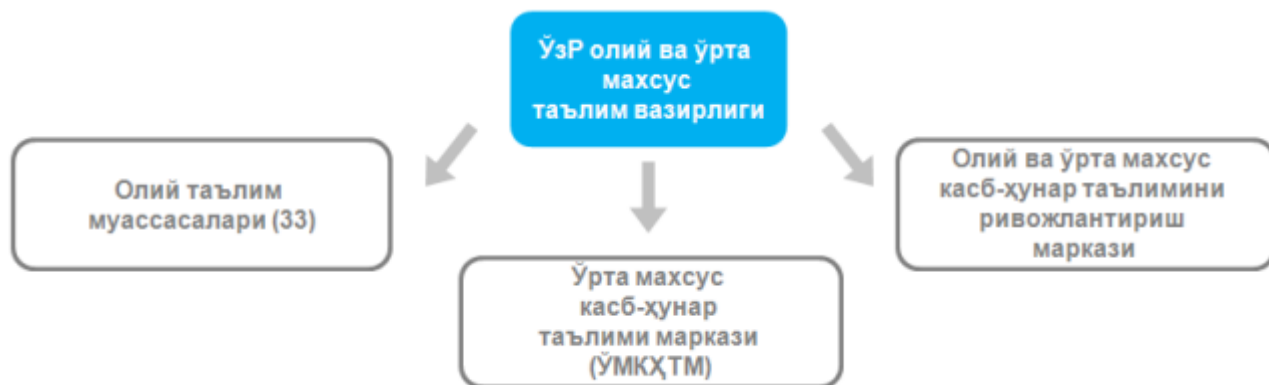 ЎзР олий ва ўрта
махсус
таълим вазирлиги
Олий таълим
муассасалари (33)
Ўрта махсус
касб-ҳунар
таълими маркази
(ЎМКҲТМ)
Олий ва ўрта махсус
касб-ҳунар таълимини
ривожлантириш
маркази